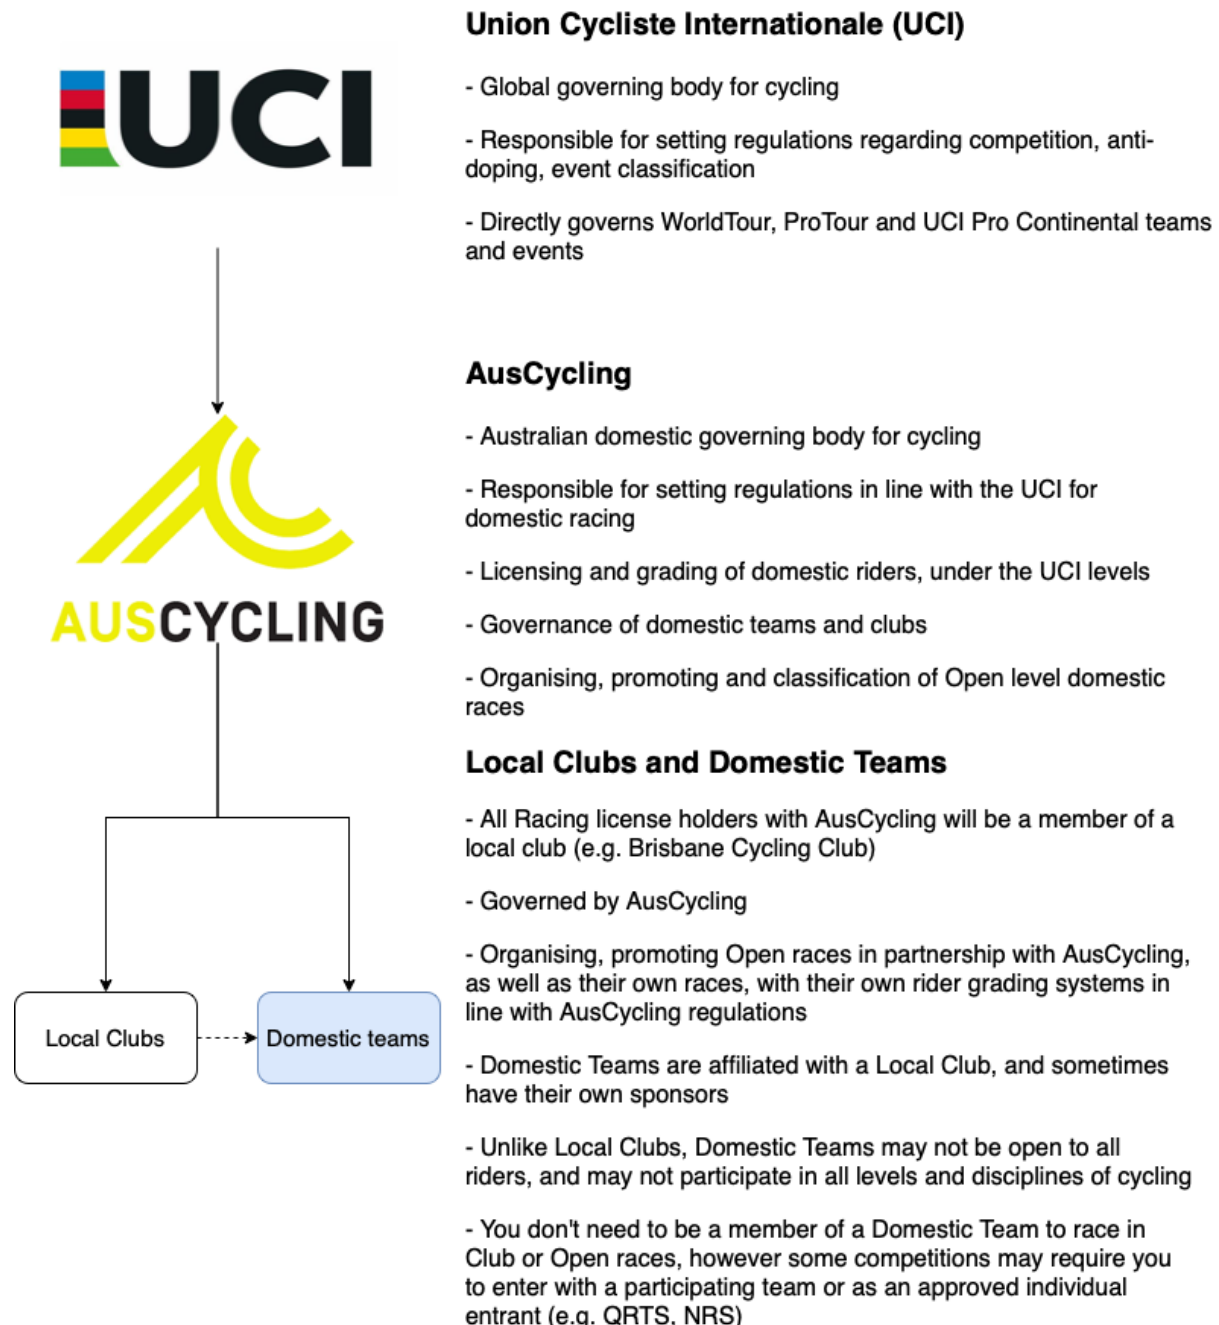 Union Cycliste Internationale (UCI)
UCI
- Global governing body for cycling
- Responsible for setting regulations regarding competition, anti-
doping, event classification
- Directly governs WorldTour, ProTour and UCI Pro Continental teams
and events
AusCycling
- Australian domestic governing body for cycling
- Responsible for setting regulations in line with the UCI for
domestic racing
- Licensing and grading of domestic riders, under the UCI levels
AUSCYCLING
- Governance of domestic teams and clubs
- Organising, promoting and classification of Open level domestic
races
Local Clubs and Domestic Teams
- All Racing license holders with AusCycling will be a member of a
local club (e.g. Brisbane Cycling Club)
- Governed by AusCycling
- Organising, promoting Open races in partnership with AusCycling,
as well as their own races, with their own rider grading systems in
line with AusCycling regulations
Local Clubs
Domestic teams
- Domestic Teams are affiliated with a Local Club, and sometimes
have their own sponsors
- Unlike Local Clubs, Domestic Teams may not be open to all
riders, and may not participate in all levels and disciplines of cycling
- You don't need to be a member of a Domestic Team to race in
Club or Open races, however some competitions may require you
to enter with a participating team or as an approved individual
entrant (e.g. QRTS, NRS)